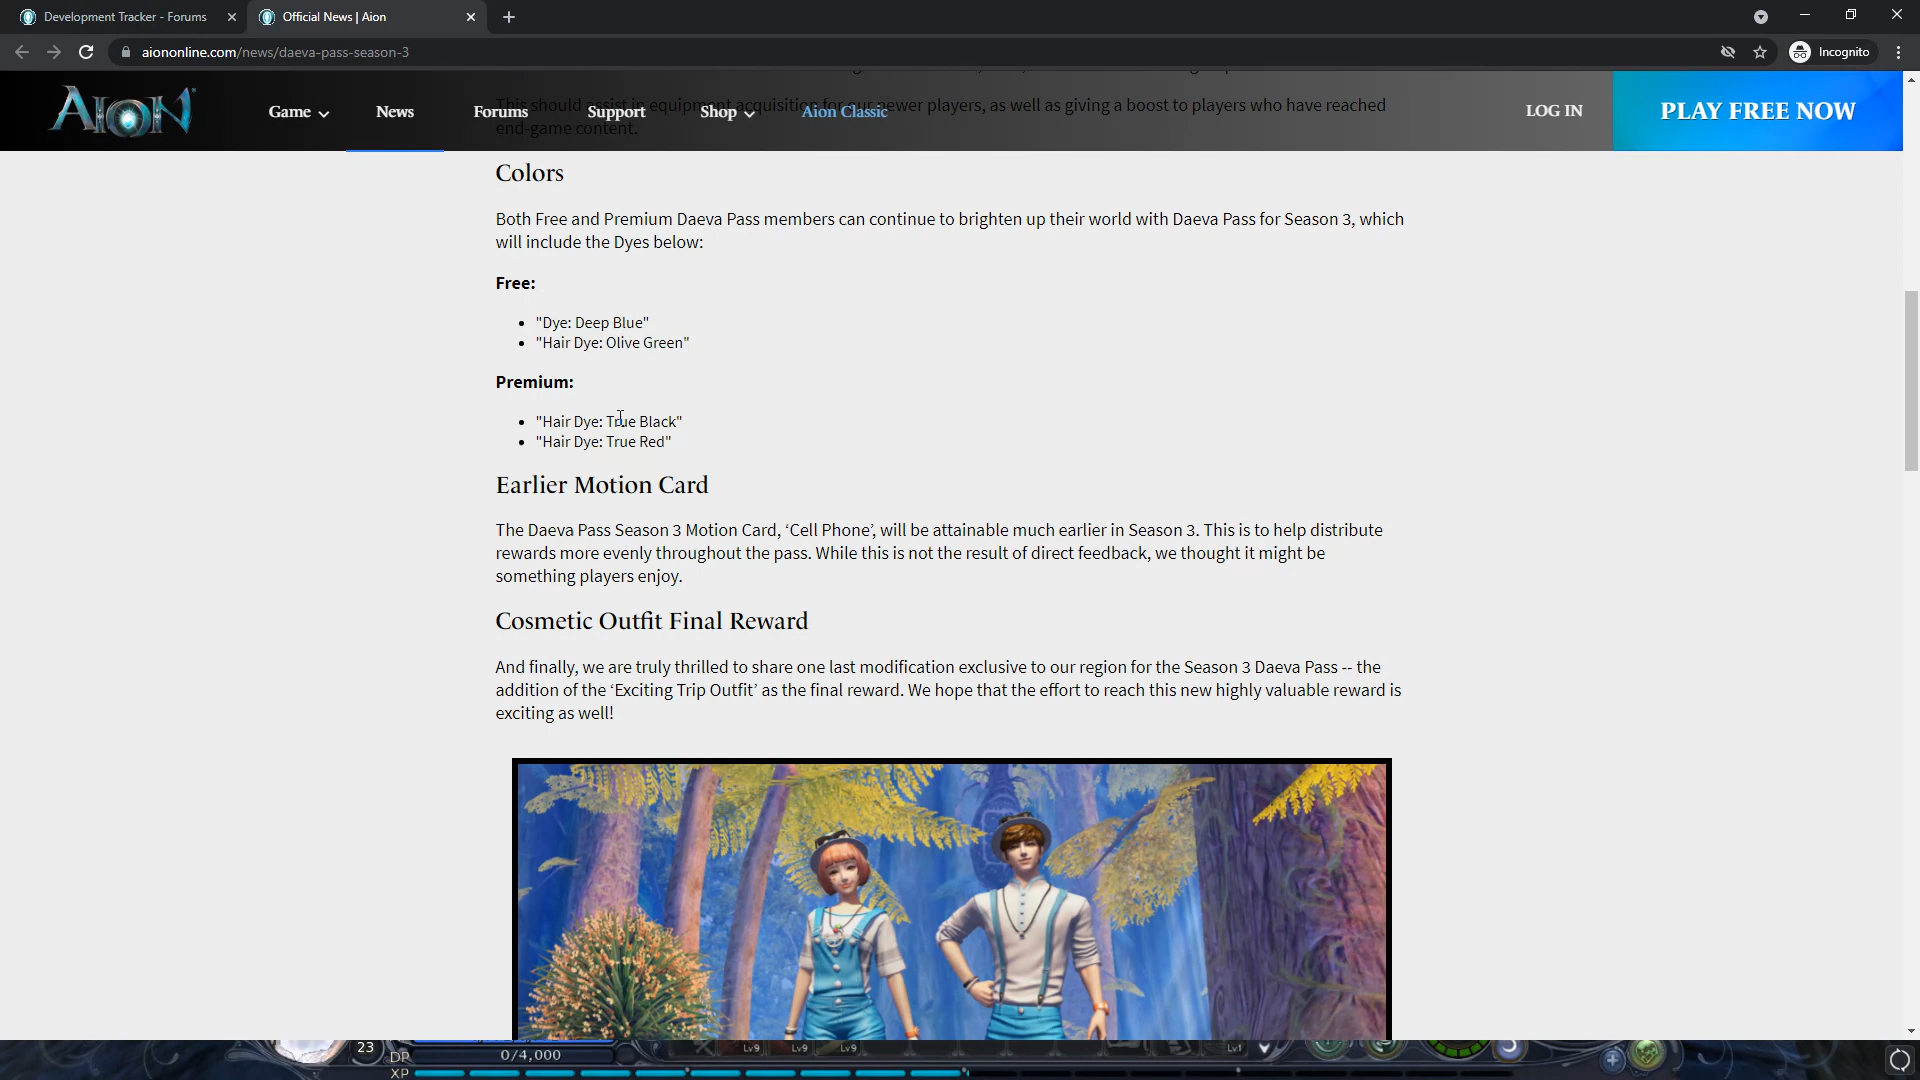 Development Tracker - Forums
Official News | Aion
aiononline.com/news/daeva-pass-season-3
Incognito
AION
Game
News
Forums
Support
Shop
Aion Classic
LOG IN
PLAY FREE NOW
This should assist in equipment acquisition for our newer players, as well as giving a boost to players who have reached
end-game content.
Colors
Both Free and Premium Daeva Pass members can continue to brighten up their world with Daeva Pass for Season 3, which
will include the Dyes below:
Free:
• "Dye: Deep Blue"
• "Hair Dye: Olive Green"
Premium:
• "Hair Dye: True Black"
• "Hair Dye: True Red"
Earlier Motion Card
The Daeva Pass Season 3 Motion Card, ‘Cell Phone’, will be attainable much earlier in Season 3. This is to help distribute
rewards more evenly throughout the pass. While this is not the result of direct feedback, we thought it might be
something players enjoy.
Cosmetic Outfit Final Reward
And finally, we are truly thrilled to share one last modification exclusive to our region for the Season 3 Daeva Pass -- the
addition of the ‘Exciting Trip Outfit’ as the final reward. We hope that the effort to reach this new highly valuable reward is
exciting as well!
23
DP
0/4,000
Lv9
Lv9
Lv9
Lv1
XP